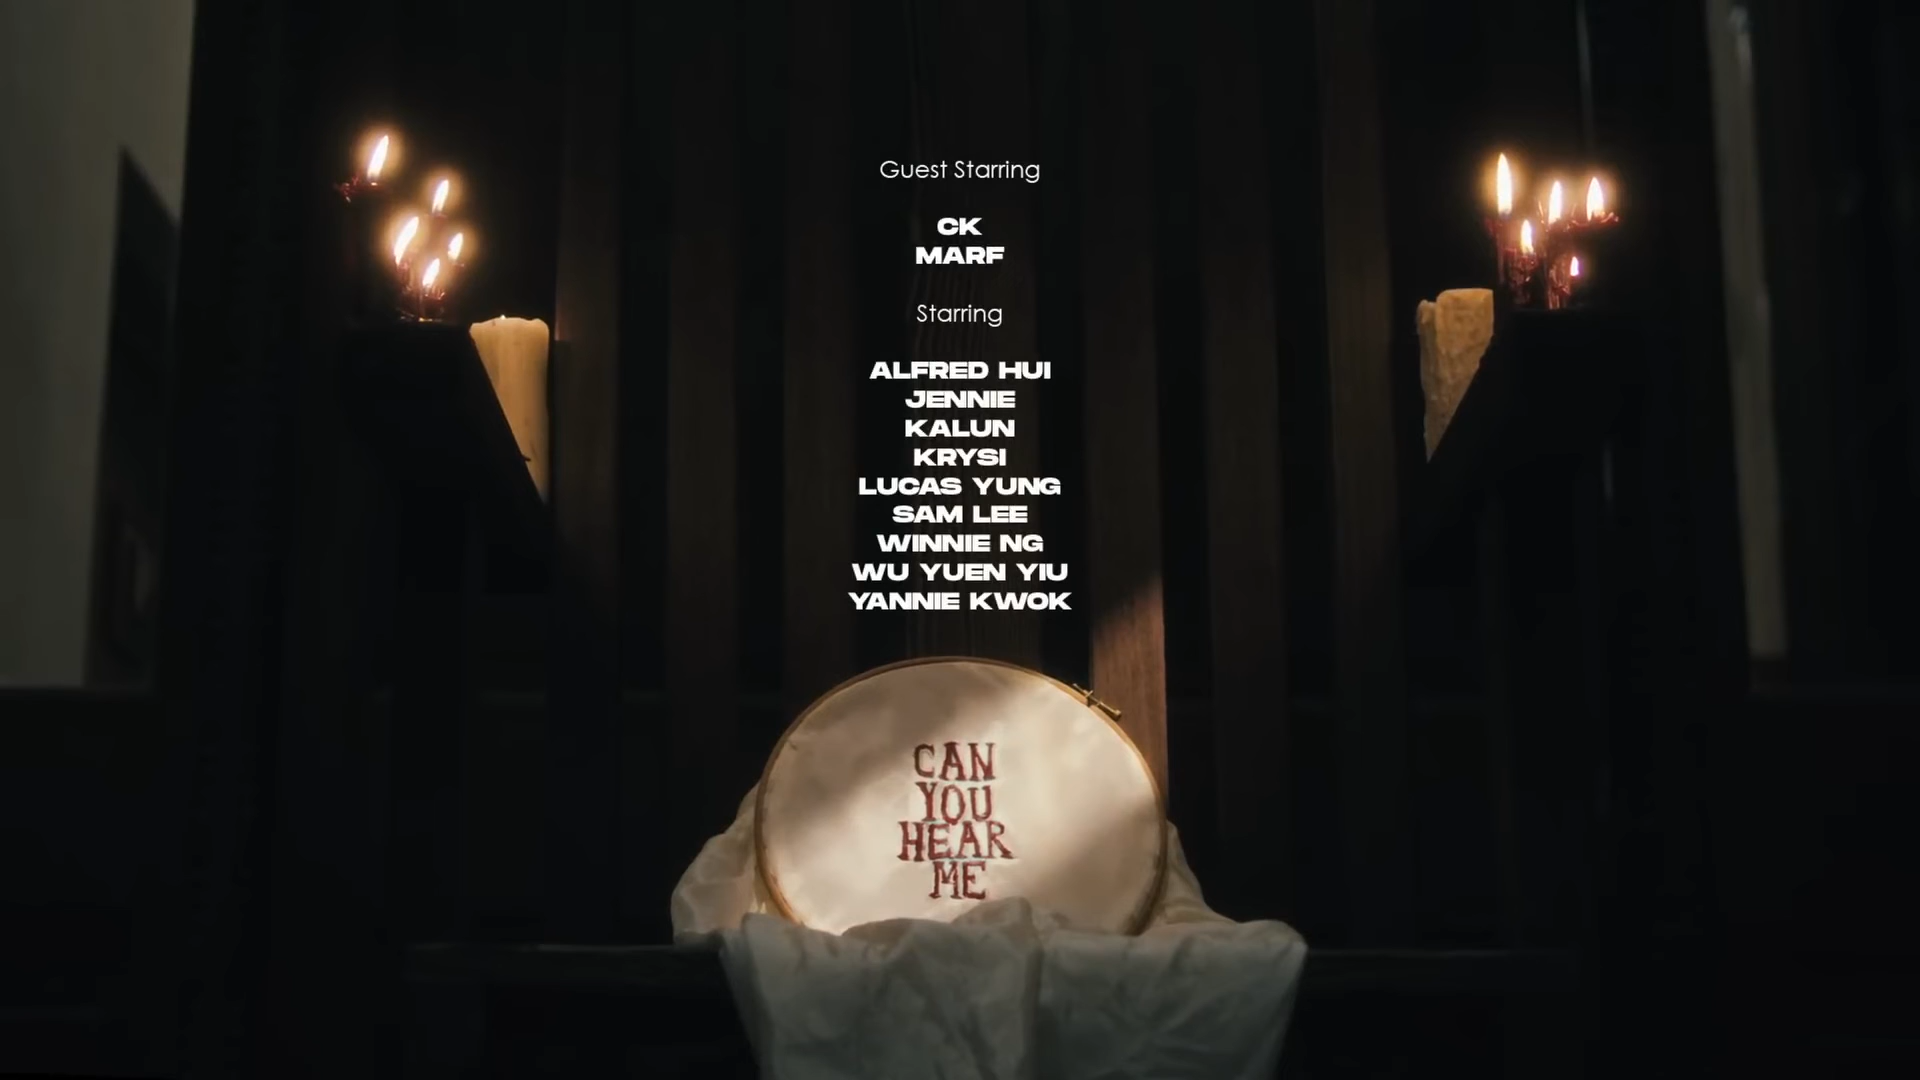 Guest Starring
CK
MARF
Starring
ALFRED HUI
JENNIE
KALUN
KRYSI
LUCAS YUNG
SAM LEE
WINNIE NG
WU YUEN YIU
YANNIE KWOK
CAN
YOU
HEAR
ME